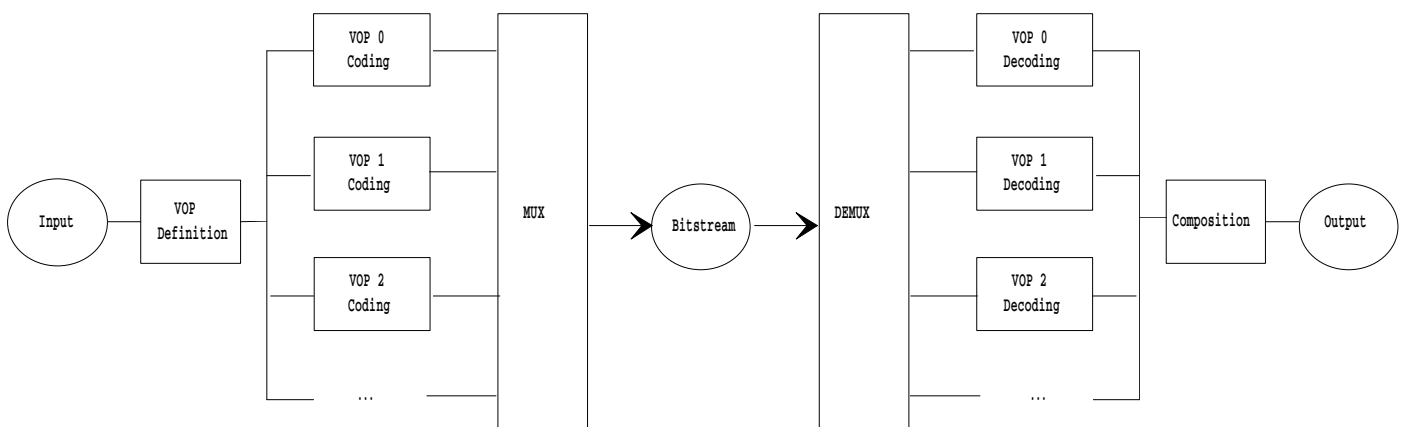 VOP 0
Coding
VOP 1
Coding
VOP 2
Coding
...
Input
VOP
Definition
MUX
Bitstream
DEMUX
VOP 0
Decoding
VOP 1
Decoding
VOP 2
Decoding
...
Composition
Output